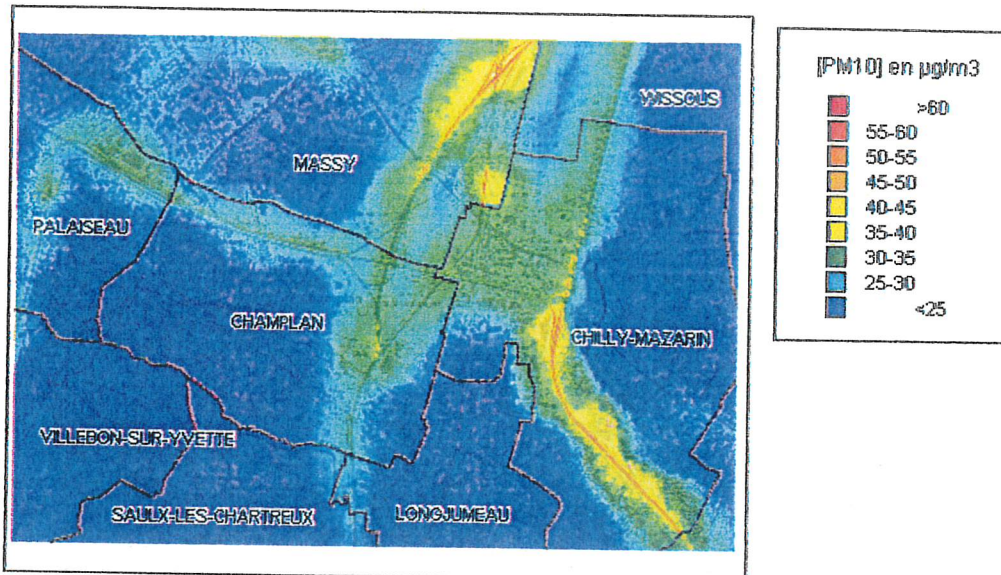 WISSOUS
MASSY
PALAISEAU
CHAMPLAN
CHILLY-MAZARIN
VILLEBON-SUR-YVETTE
SAULX-LES-CHARTREUX
LONGJUMEAU
[PM10] en µg/m3
>60
55-60
50-55
45-50
40-45
35-40
30-35
25-30
<25